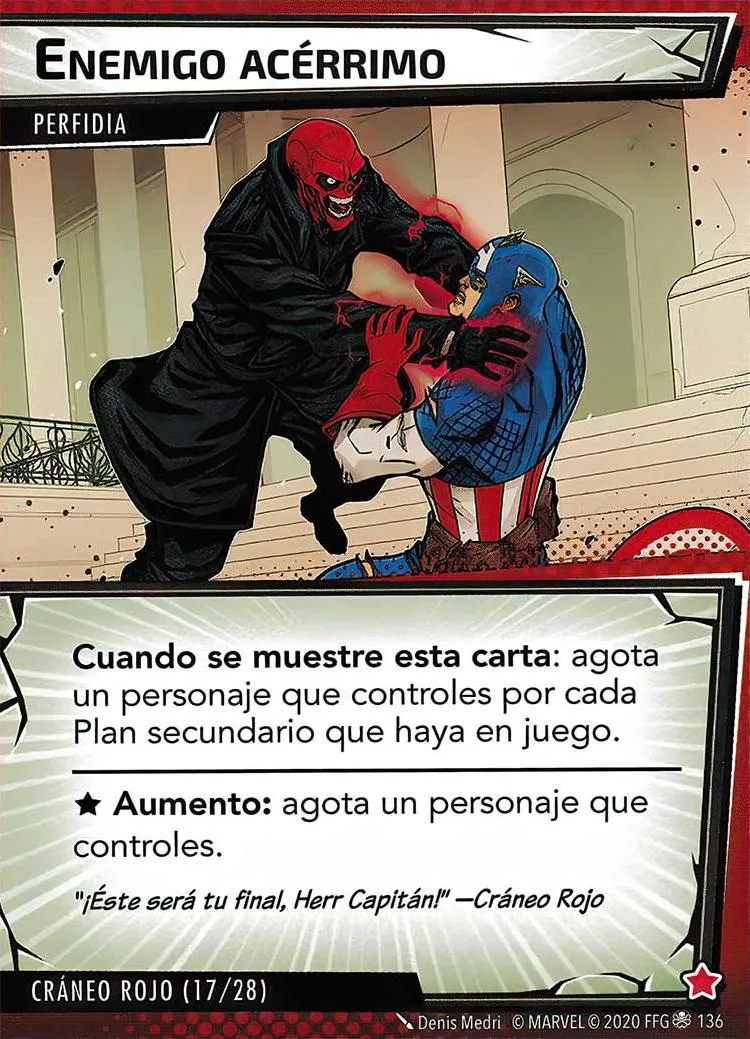 ENEMIGO ACÉRRIMO
PERFIDIA
Cuando se muestre esta carta: agota
un personaje que controles por cada
Plan secundario que haya en juego.
★ Aumento: agota un personaje que
controles.
"¡Éste será tu final, Herr Capitán!" —Cráneo Rojo
CRÁNEO ROJO (17/28)
Denis Medri © MARVEL © 2020 FFG 136